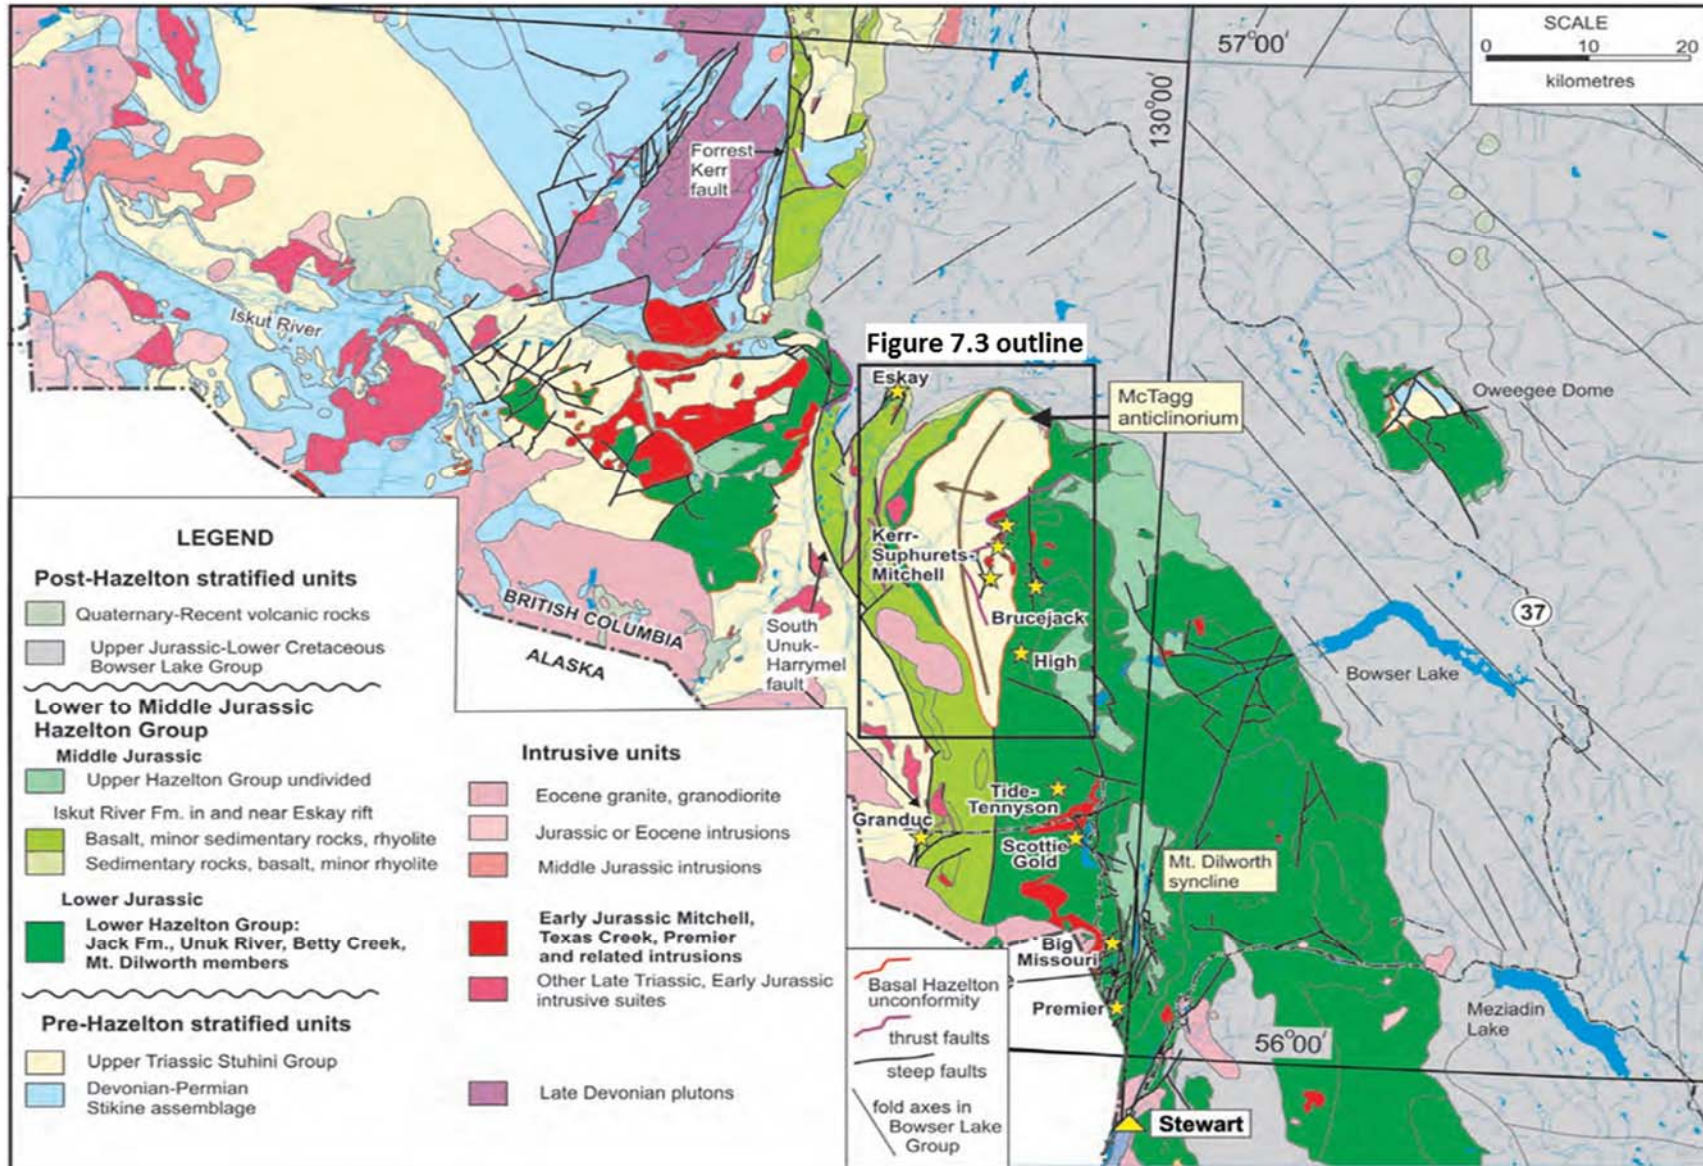 SCALE
0 10 20
kilometres
57°00'
130°00'
Forrest
Kerr
fault
Iskut River
Figure 7.3 outline
Eskay
McTagg
anticlinorium
Oweegee Dome
Kerr-
Suphurets-
Mitchell
Brucejack
High
37
Bowser Lake
South
Unuk-
Harrymel
fault
BRITISH COLUMBIA
ALASKA
Tide-
Tennyson
Granduc
Scottie
Gold
Mt. Dilworth
syncline
Big
Missouri
Premier
Meziadin
Lake
56°00'
Stewart
LEGEND
Post-Hazelton stratified units
Quaternary-Recent volcanic rocks
Upper Jurassic-Lower Cretaceous
Bowser Lake Group
Lower to Middle Jurassic
Hazelton Group
Middle Jurassic
Upper Hazelton Group undivided
Iskut River Fm. in and near Eskay rift
Basalt, minor sedimentary rocks, rhyolite
Sedimentary rocks, basalt, minor rhyolite
Lower Jurassic
Lower Hazelton Group:
Jack Fm., Unuk River, Betty Creek,
Mt. Dilworth members
Pre-Hazelton stratified units
Upper Triassic Stuhini Group
Devonian-Permian
Stikine assemblage
Intrusive units
Eocene granite, granodiorite
Jurassic or Eocene intrusions
Middle Jurassic intrusions
Early Jurassic Mitchell,
Texas Creek, Premier
and related intrusions
Other Late Triassic, Early Jurassic
intrusive suites
Late Devonian plutons
Basal Hazelton
unconformity
thrust faults
steep faults
fold axes in
Bowser Lake
Group